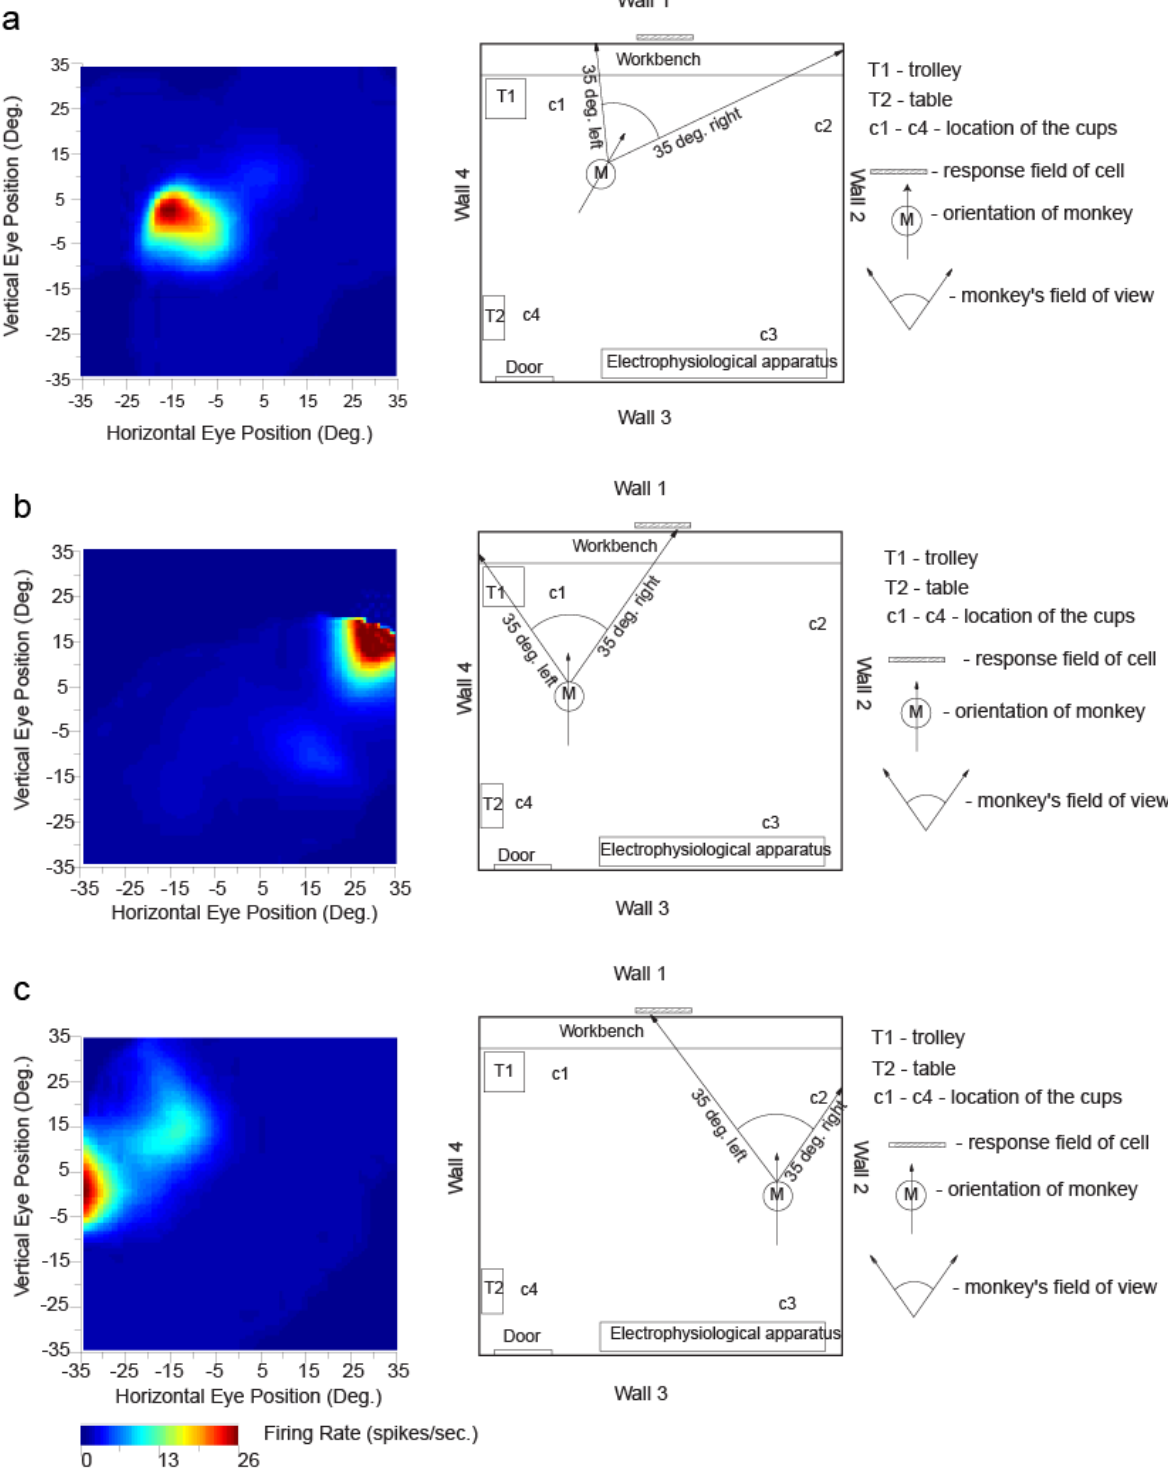 a
Wall 1
35
25
15
5
-5
-15
-25
-35
-35 -25 -15 -5 5 15 25 35
Vertical Eye Position (Deg.)
Horizontal Eye Position (Deg.)
Workbench
T1
c1
35 deg. left
35 deg. right
c2
M
Wall 4
Wall 2
T2
c4
c3
Door
Electrophysiological apparatus
Wall 3
T1 - trolley
T2 - table
c1 - c4 - location of the cups
- response field of cell
M - orientation of monkey
- monkey's field of view
b
Wall 1
35
25
15
5
-5
-15
-25
-35
-35 -25 -15 -5 5 15 25 35
Vertical Eye Position (Deg.)
Horizontal Eye Position (Deg.)
Workbench
T1
c1
35 deg. left
35 deg. right
c2
M
Wall 4
Wall 2
T2
c4
c3
Door
Electrophysiological apparatus
Wall 3
T1 - trolley
T2 - table
c1 - c4 - location of the cups
- response field of cell
M - orientation of monkey
- monkey's field of view
c
Wall 1
35
25
15
5
-5
-15
-25
-35
-35 -25 -15 -5 5 15 25 35
Vertical Eye Position (Deg.)
Horizontal Eye Position (Deg.)
Workbench
T1
c1
35 deg. left
35 deg. right
c2
M
Wall 4
Wall 2
T2
c4
c3
Door
Electrophysiological apparatus
Wall 3
T1 - trolley
T2 - table
c1 - c4 - location of the cups
- response field of cell
M - orientation of monkey
- monkey's field of view
Firing Rate (spikes/sec.)
0 13 26